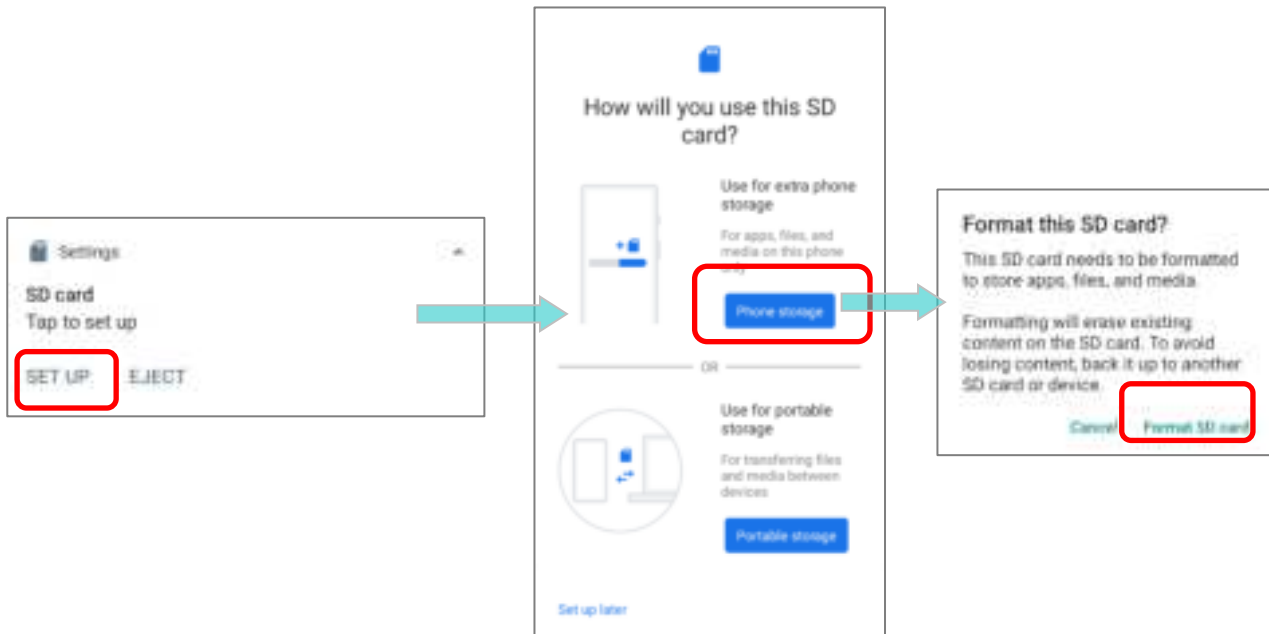 Settings
SD card
Tap to set up
SET UP
EJECT
How will you use this SD
card?
Use for extra phone
storage
For apps, files, and
media on this phone
only
Phone storage
OR
Use for portable
storage
For transferring files
and media between
devices
Portable storage
Set up later
Format this SD card?
This SD card needs to be formatted
to store apps, files, and media.
Formatting will erase existing
content on the SD card. To avoid
losing content, back it up to another
SD card or device.
Cancel
Format SD card